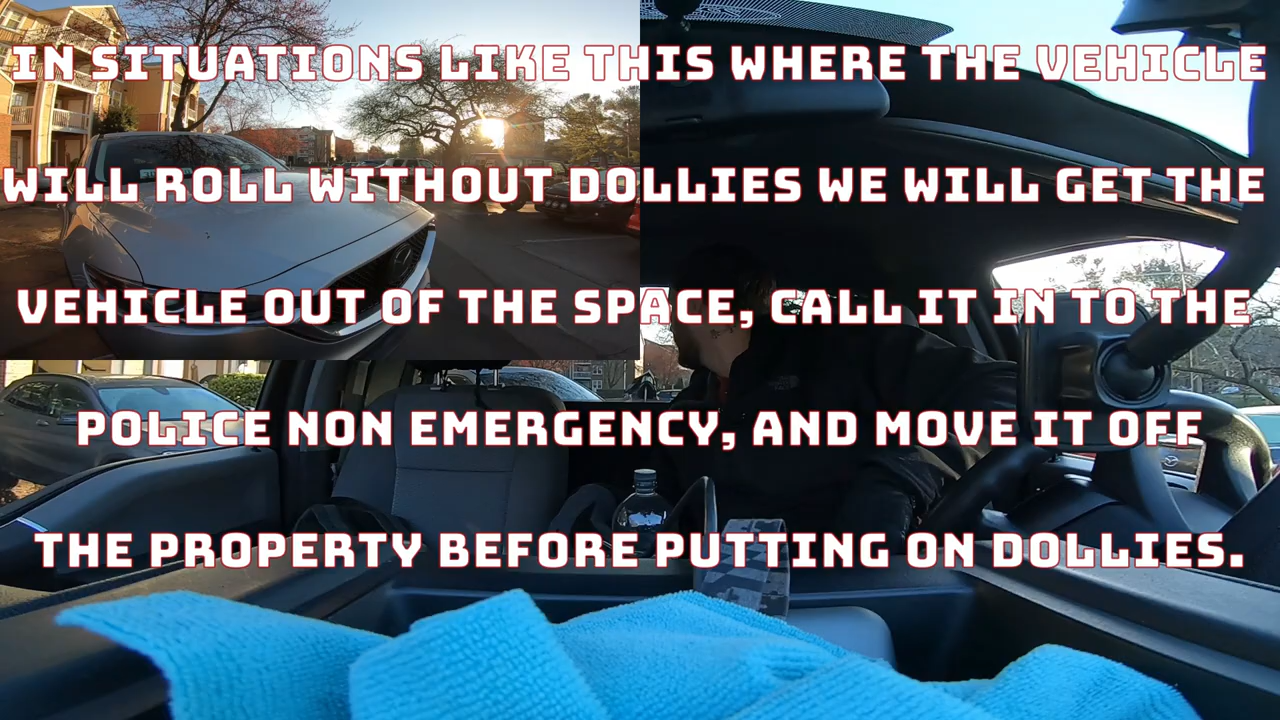 IN SITUATIONS LIKE THIS WHERE THE VEHICLE
WILL ROLL WITHOUT DOLLIES WE WILL GET THE
VEHICLE OUT OF THE SPACE, CALL IT IN TO THE
POLICE NON EMERGENCY, AND MOVE IT OFF
THE PROPERTY BEFORE PUTTING ON DOLLIES.